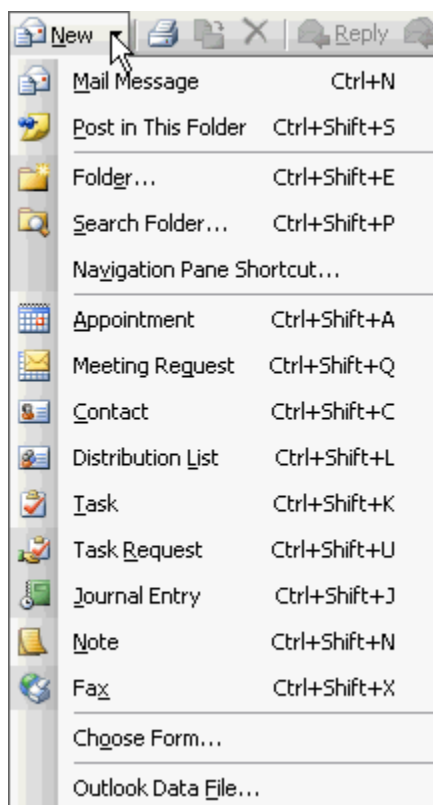 New Reply
Mail Message Ctrl+N
Post in This Folder Ctrl+Shift+S
Folder... Ctrl+Shift+E
Search Folder... Ctrl+Shift+P
Navigation Pane Shortcut...
Appointment Ctrl+Shift+A
Meeting Request Ctrl+Shift+Q
Contact Ctrl+Shift+C
Distribution List Ctrl+Shift+L
Task Ctrl+Shift+K
Task Request Ctrl+Shift+U
Journal Entry Ctrl+Shift+J
Note Ctrl+Shift+N
Fax Ctrl+Shift+X
Choose Form...
Outlook Data File...